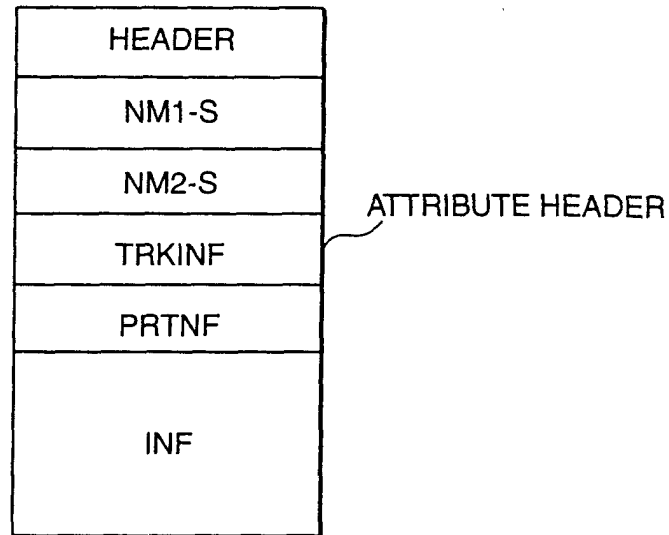 HEADER
NM1-S
NM2-S
ATTRIBUTE HEADER
TRKINF
PRTNF
INF